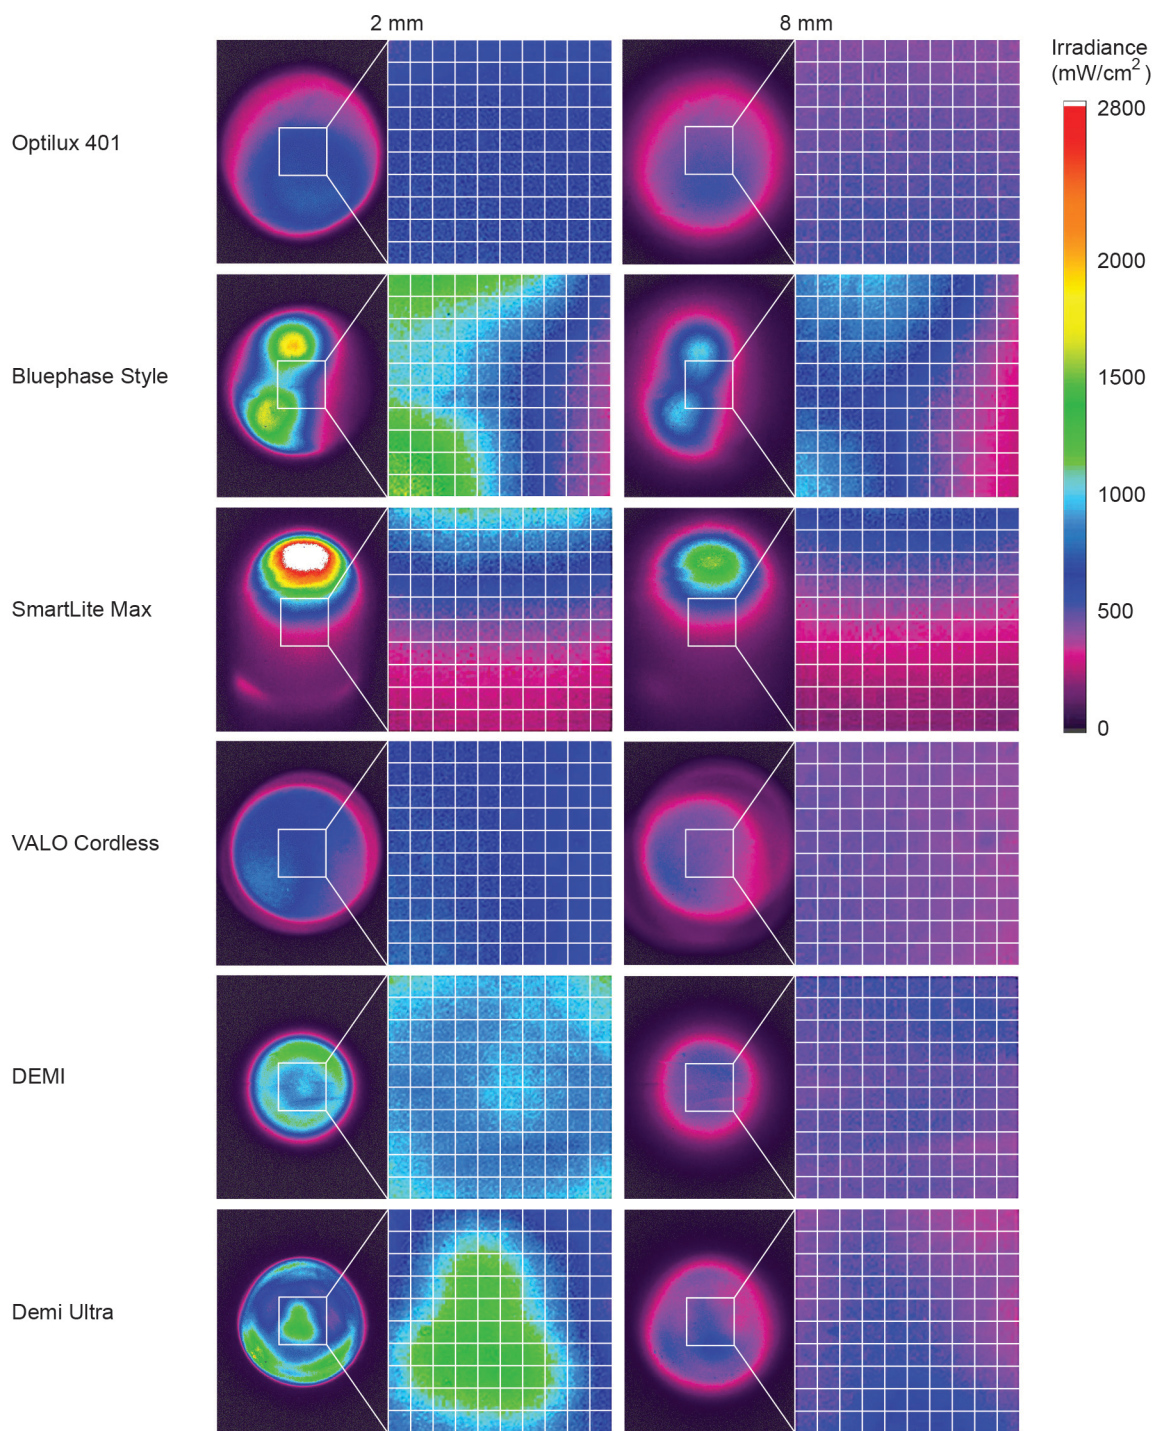 2 mm
8 mm
Irradiance
(mW/cm²)
2800
Optilux 401
2000
Bluephase Style
1500
1000
SmartLite Max
500
0
VALO Cordless
DEMI
Demi Ultra